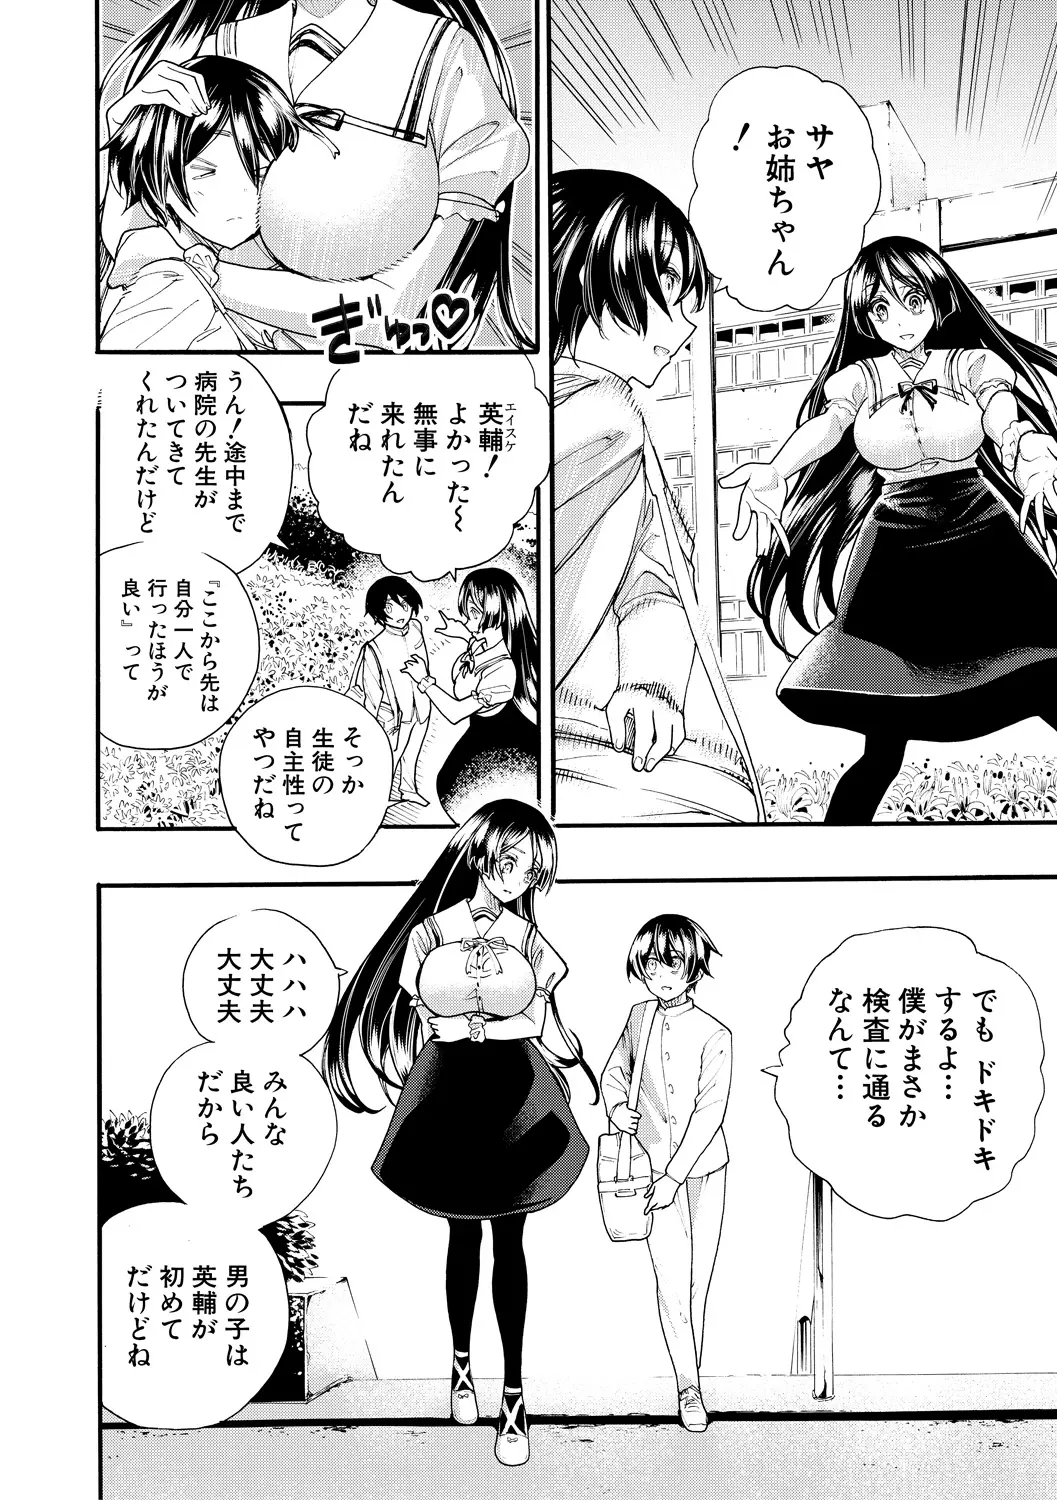 サヤ
お姉ちゃん
！
ぎゅっ♡
英輔！
エイスケ
よかった〜
無事に
来れたん
だね
うん！途中まで
病院の先生が
ついてきて
くれたんだけど
『ここから先は
自分一人で
行ったほうが
良い』って
そっか
生徒の
自主性って
やつだね
でも ドキドキ
するよ…
僕がまさか
検査に通る
なんて…
ハハハ
大丈夫
大丈夫
みんな
良い人たち
だから
男の子は
英輔が
初めて
だけどね